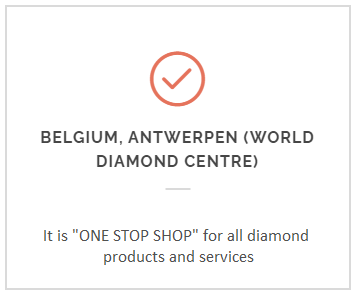 BELGIUM, ANTWERPEN (WORLD
DIAMOND CENTRE)
It is "ONE STOP SHOP" for all diamond
products and services